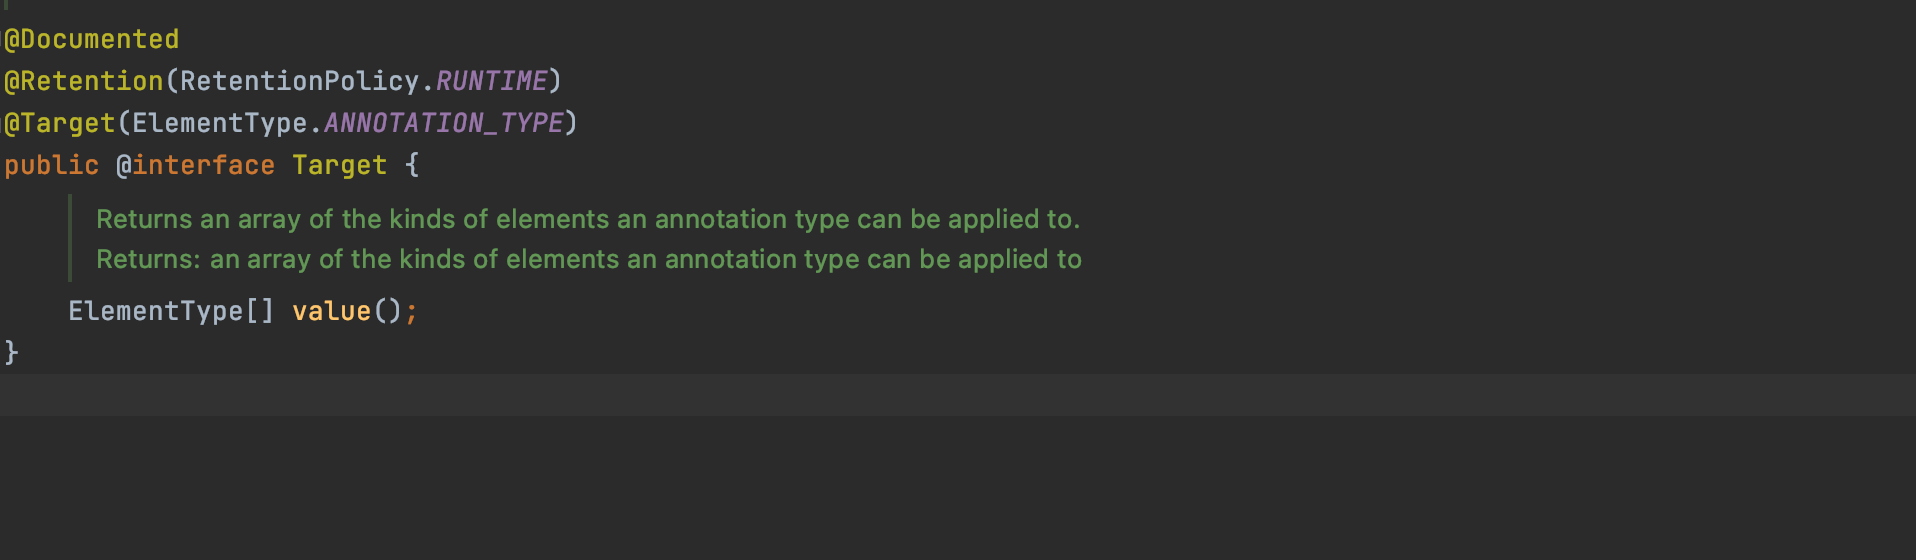 @Documented
@Retention(RetentionPolicy.RUNTIME)
@Target(ElementType.ANNOTATION_TYPE)
public @interface Target {
Returns an array of the kinds of elements an annotation type can be applied to.
Returns: an array of the kinds of elements an annotation type can be applied to
ElementType[] value();
}